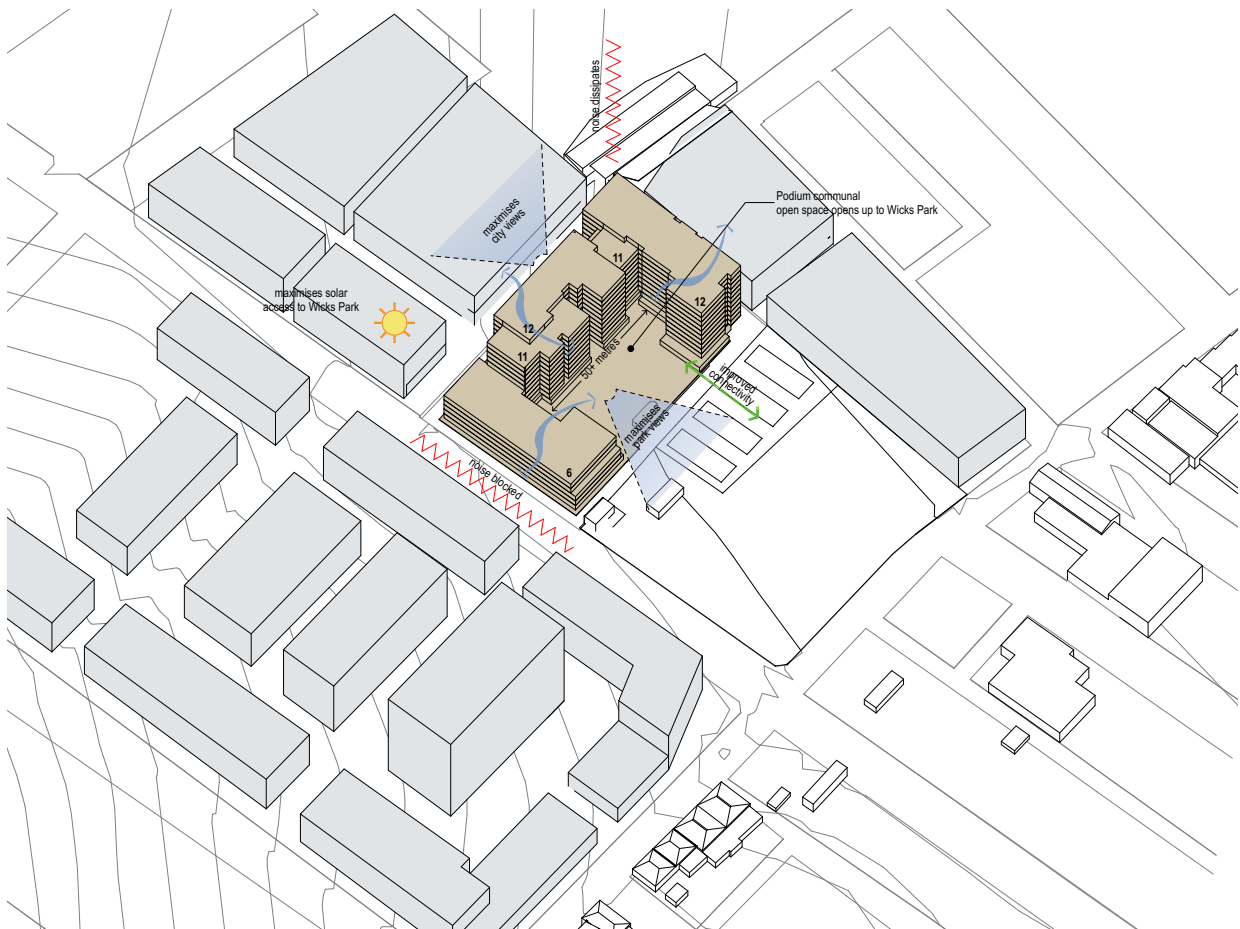 noise dissipates
Podium communal
open space opens up to Wicks Park
maximises
city views
11
12
maximises solar
access to Wicks Park
12
11
50+ metres
improved
connectivity
maximises
park views
6
noise blocked